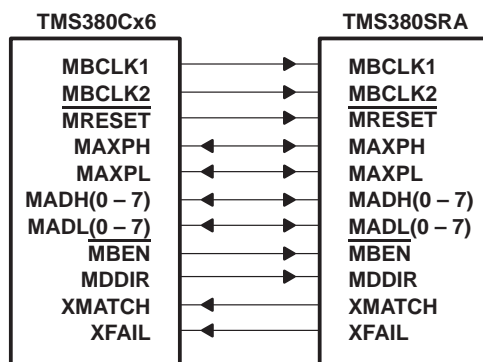 TMS380Cx6 TMS380SRA
MBCLK1 MBCLK1
MBCLK2 MBCLK2
MRESET MRESET
MAXPH MAXPH
MAXPL MAXPL
MADH(0 – 7) MADH(0 – 7)
MADL(0 – 7) MADL(0 – 7)
MBEN MBEN
MDDIR MDDIR
XMATCH XMATCH
XFAIL XFAIL